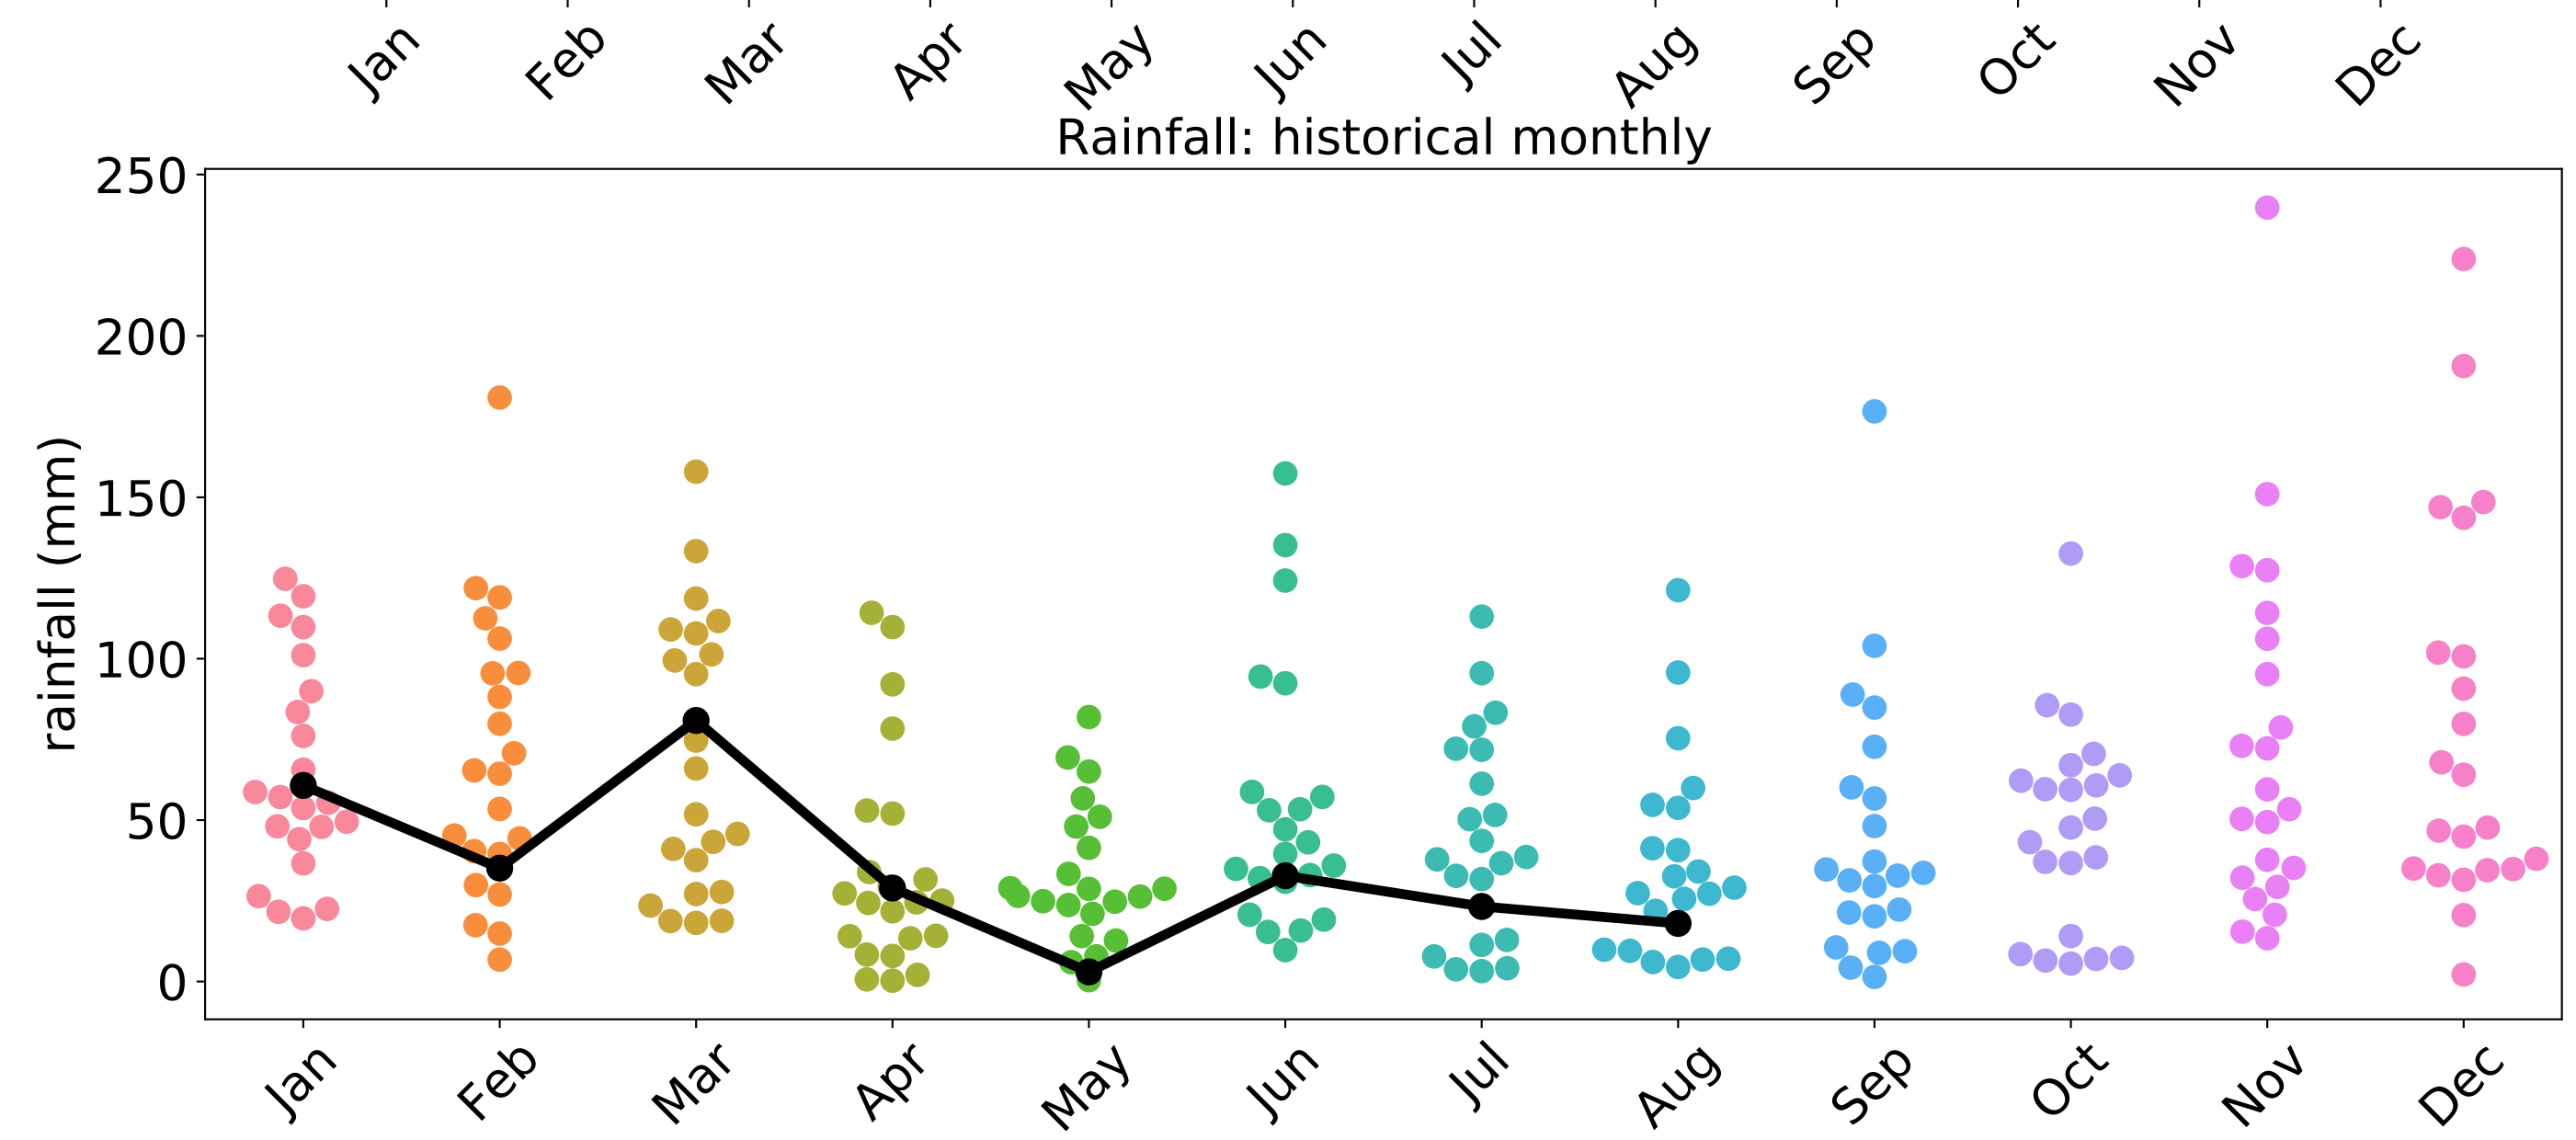 Jan Feb Mar Apr May Jun Jul Aug Sep Oct Nov Dec
Rainfall: historical monthly
250
200
150
100
50
0
rainfall (mm)
Jan Feb Mar Apr May Jun Jul Aug Sep Oct Nov Dec